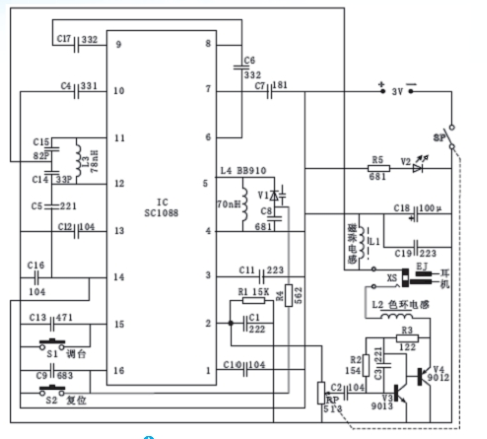 C17 332
9
8
C6
332
C4 331
10
7
C7 181
+ 3V −
SP
C15
82P
11
6
L3
78nH
C14 33P
12
5
L4 BB910
R5
681
V2
C5 221
IC
SC1088
70nH
V1
C8
681
C18 100μ
+
C12 104
13
4
磁珠电感
L1
C19 223
C16
104
14
3
C11 223
R4
562
XS
EJ
耳机
R1 15K
L2 色环电感
C13 471
15
2
C1
222
R3
122
S1 调台
R2
154
C3 221
V4
9012
C9 683
16
1
C10 104
RP
513
C2 104
V3
9013
S2 复位